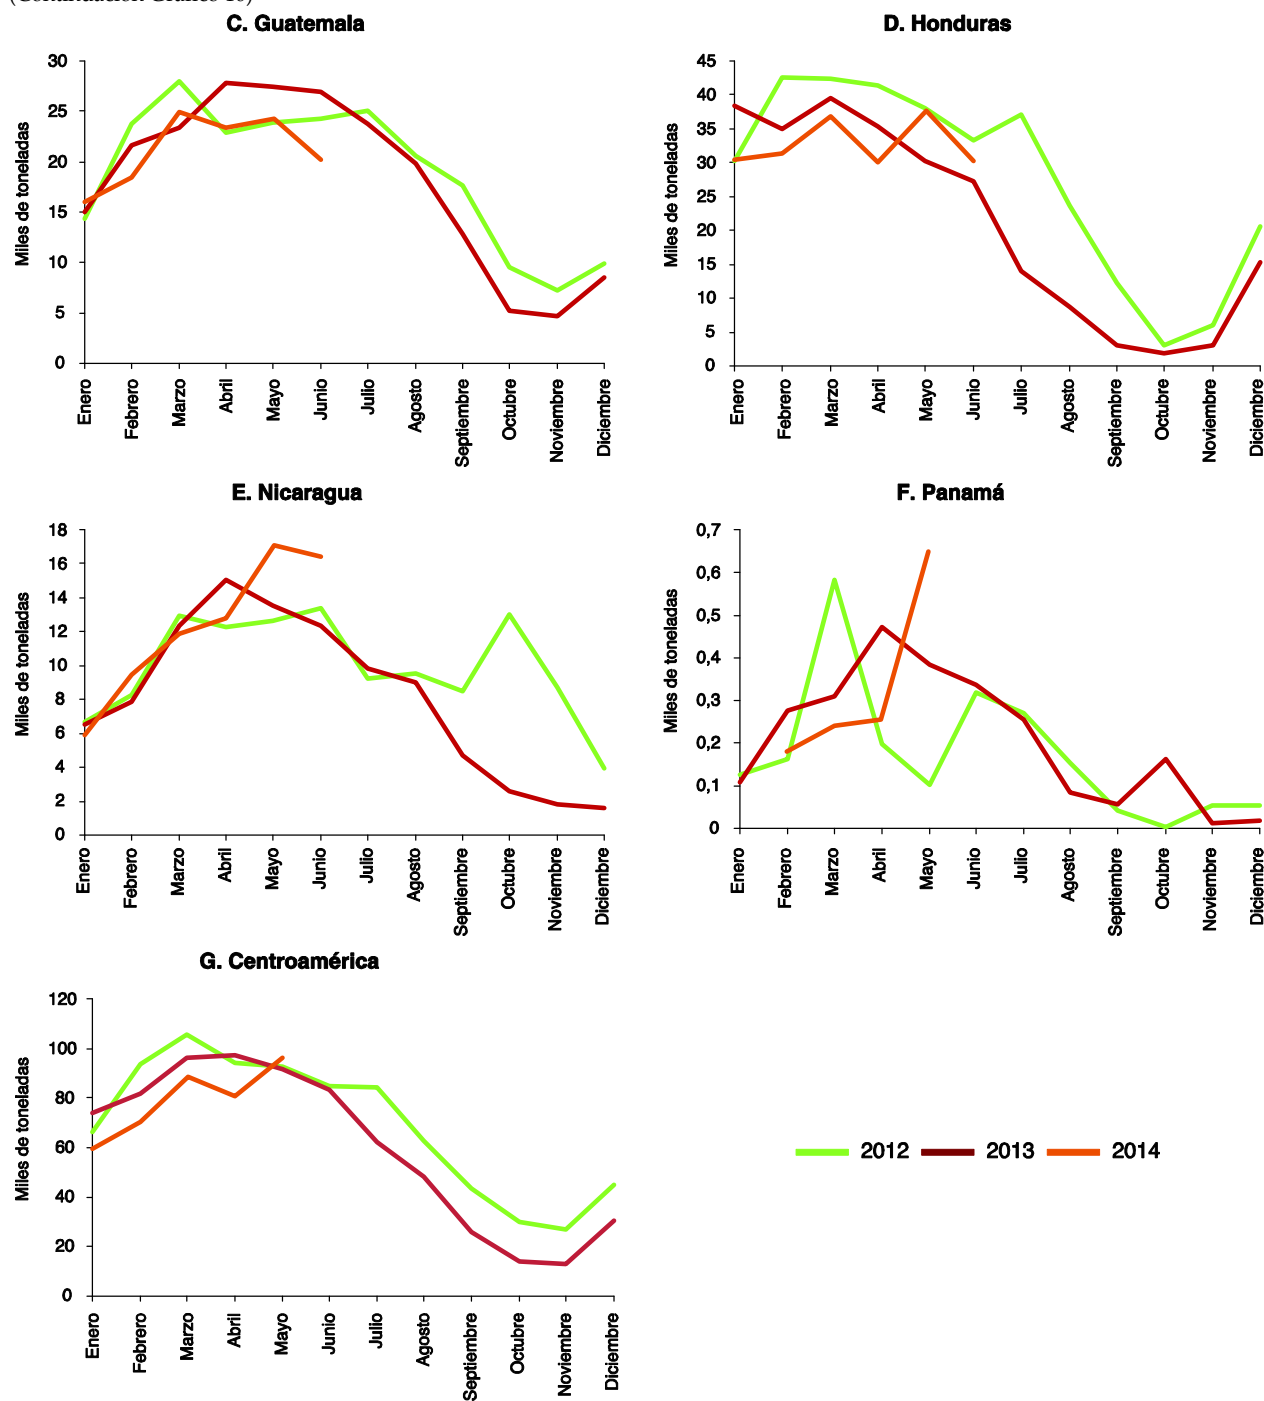 (Continuación Gráfico 10)
C. Guatemala
30
25
20
15
10
5
0
Miles de toneladas
Enero
Febrero
Marzo
Abril
Mayo
Junio
Julio
Agosto
Septiembre
Octubre
Noviembre
Diciembre
D. Honduras
45
40
35
30
25
20
15
10
5
0
Miles de toneladas
Enero
Febrero
Marzo
Abril
Mayo
Junio
Julio
Agosto
Septiembre
Octubre
Noviembre
Diciembre
E. Nicaragua
18
16
14
12
10
8
6
4
2
0
Miles de toneladas
Enero
Febrero
Marzo
Abril
Mayo
Junio
Julio
Agosto
Septiembre
Octubre
Noviembre
Diciembre
F. Panamá
0,7
0,6
0,5
0,4
0,3
0,2
0,1
0
Miles de toneladas
Enero
Febrero
Marzo
Abril
Mayo
Junio
Julio
Agosto
Septiembre
Octubre
Noviembre
Diciembre
G. Centroamérica
120
100
80
60
40
20
0
Miles de toneladas
Enero
Febrero
Marzo
Abril
Mayo
Junio
Julio
Agosto
Septiembre
Octubre
Noviembre
Diciembre
2012 2013 2014